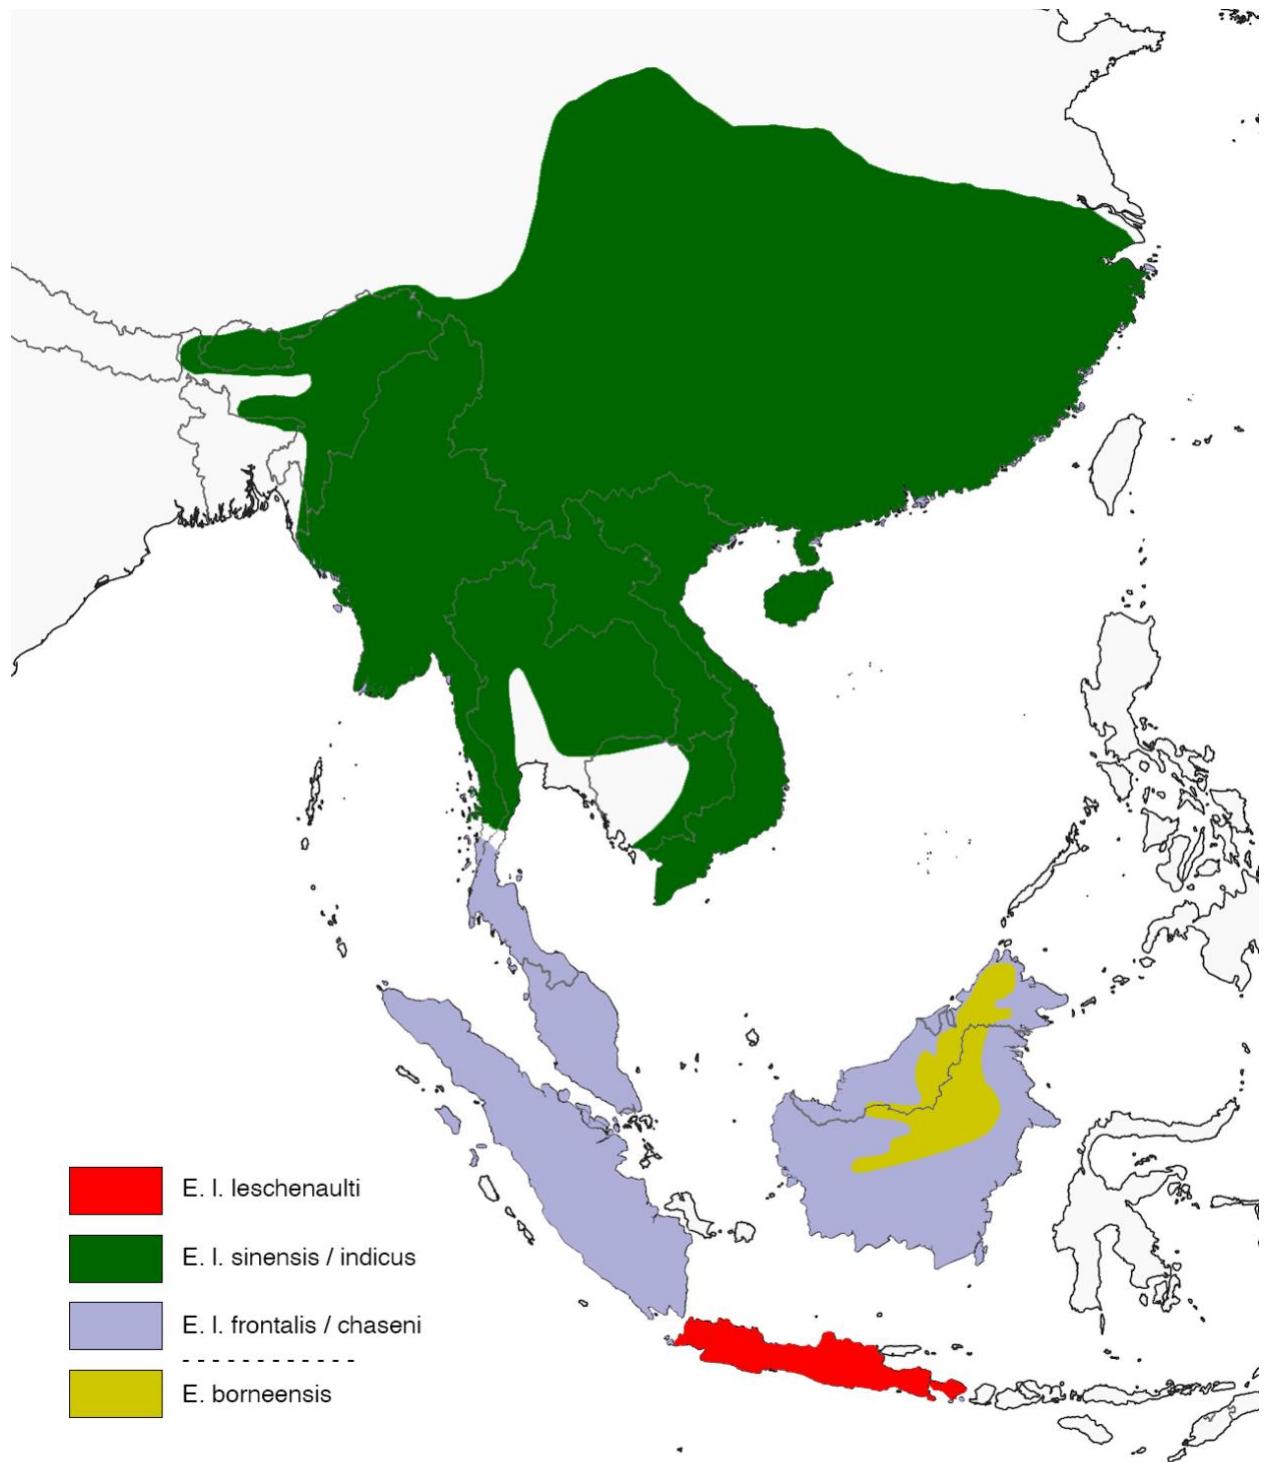 E. l. leschenaulti
E. l. sinensis / indicus
E. l. frontalis / chaseni
E. borneensis